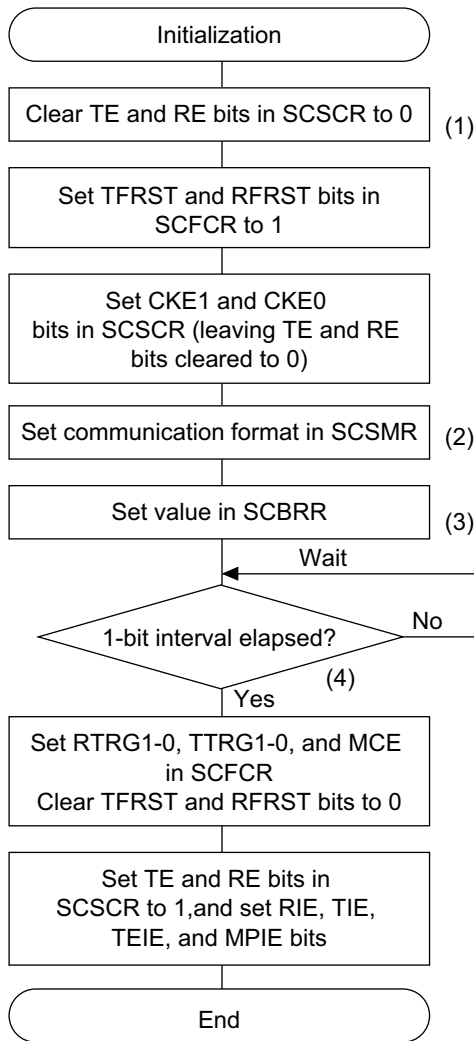 Initialization
Clear TE and RE bits in SCSCR to 0
(1)
Set TFRST and RFRST bits in
SCFCR to 1
Set CKE1 and CKE0
bits in SCSCR (leaving TE and RE
bits cleared to 0)
Set communication format in SCSMR
(2)
Set value in SCBRR
(3)
Wait
1-bit interval elapsed?
No
(4)
Yes
Set RTRG1-0, TTRG1-0, and MCE
in SCFCR
Clear TFRST and RFRST bits to 0
Set TE and RE bits in
SCSCR to 1,and set RIE, TIE,
TEIE, and MPIE bits
End